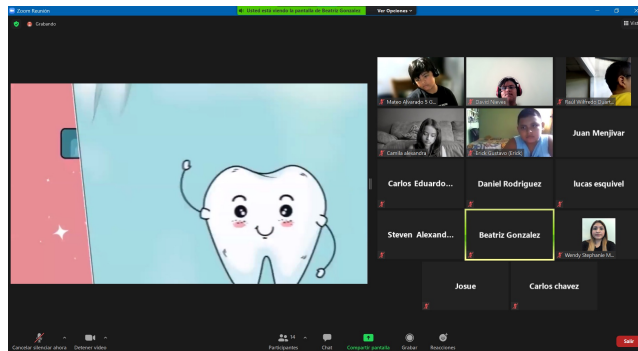 Zoom Reunión
Usted está viendo la pantalla de Beatriz Gonzalez
Ver Opciones
Grabando
Mateo Alvarado 5 G...
David Nieves
Raúl Wilfredo Duart...
Camila alexandra
Erick Gustavo (Erick)
Juan Menjivar
Carlos Eduardo...
Daniel Rodriguez
lucas esquivel
Steven Alexand...
Beatriz Gonzalez
Wendy Stephanie M...
Josue
Carlos chavez
Cancelar silenciar ahora
Detener video
14
Participantes
Chat
Compartir pantalla
Grabar
Reacciones
Salir